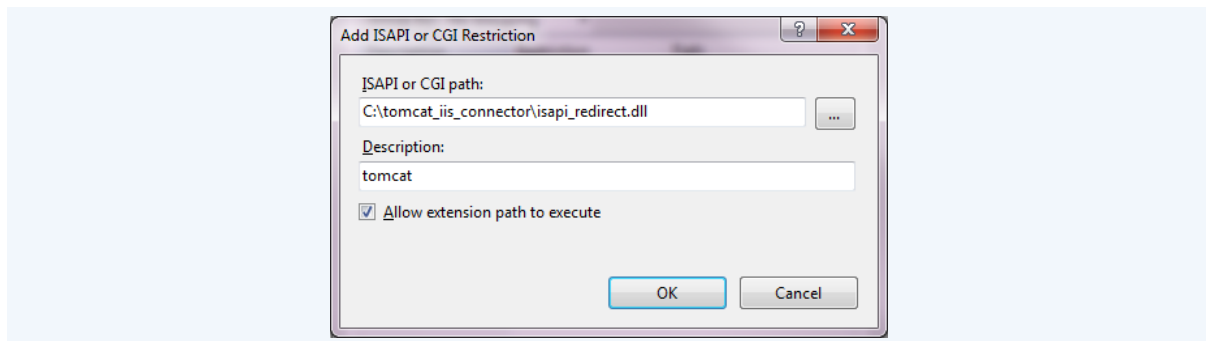 Add ISAPI or CGI Restriction
?
ISAPI or CGI path:
C:\tomcat_iis_connector\isapi_redirect.dll
...
Description:
tomcat
Allow extension path to execute
OK
Cancel